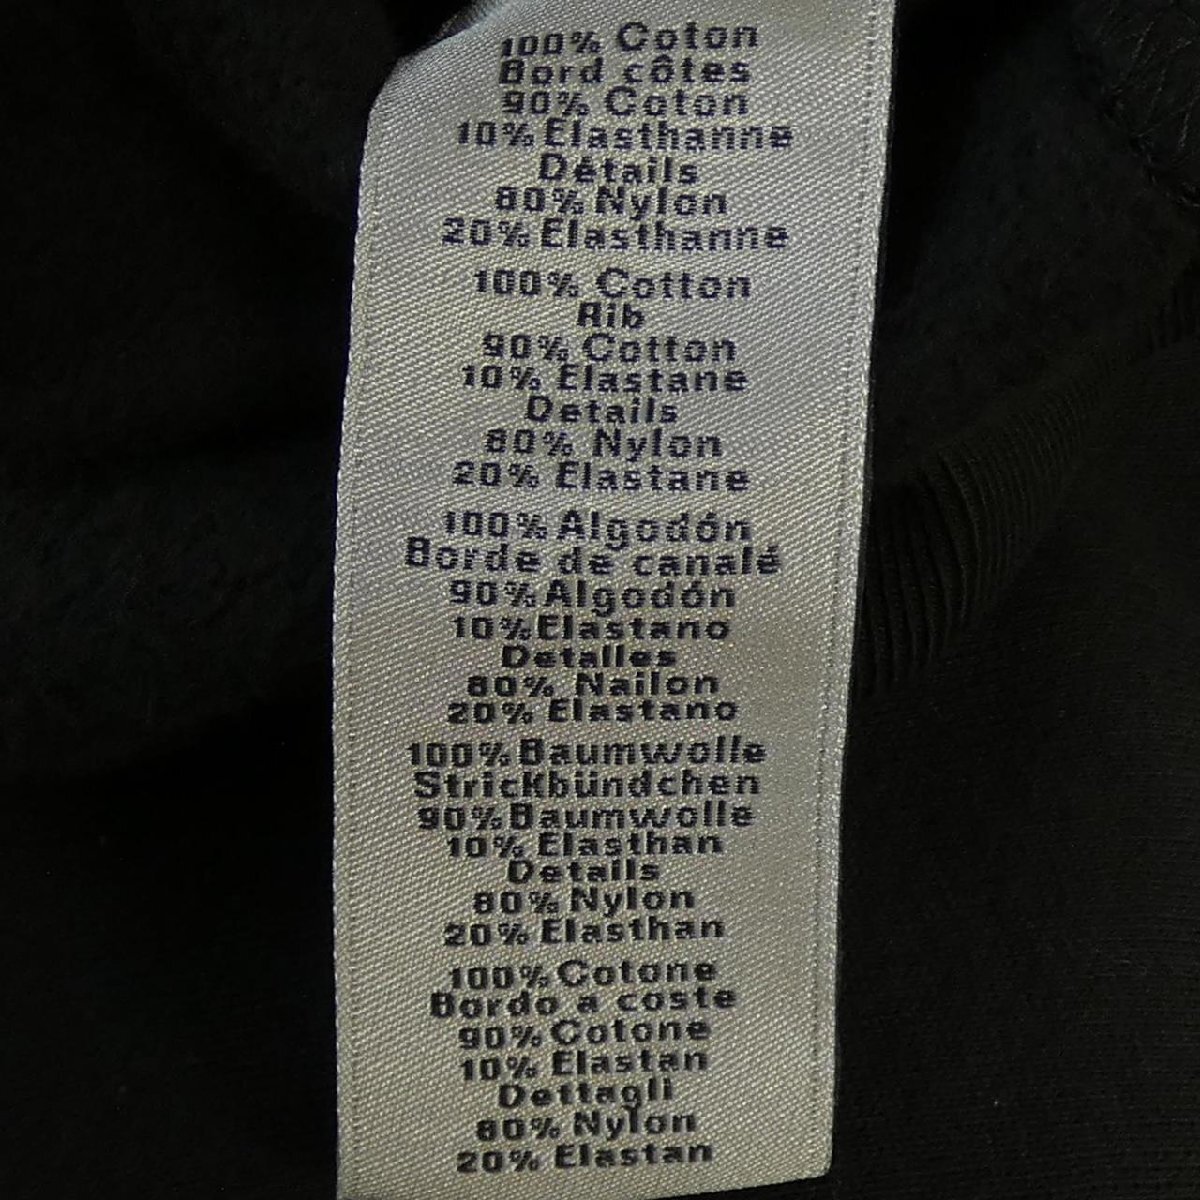 100% Coton
Bord côtes
90% Coton
10% Elasthanne
Détails
80% Nylon
20% Elasthanne
100% Cotton
Rib
90% Cotton
10% Elastane
Details
80% Nylon
20% Elastane
100% Algodón
Borde de canalé
90% Algodón
10% Elastano
Detalles
80% Nailon
20% Elastano
100% Baumwolle
Strickbündchen
90% Baumwolle
10% Elasthan
Details
80% Nylon
20% Elasthan
100% Cotone
Bordo a coste
90% Cotone
10% Elastan
Dettagli
80% Nylon
20% Elastan